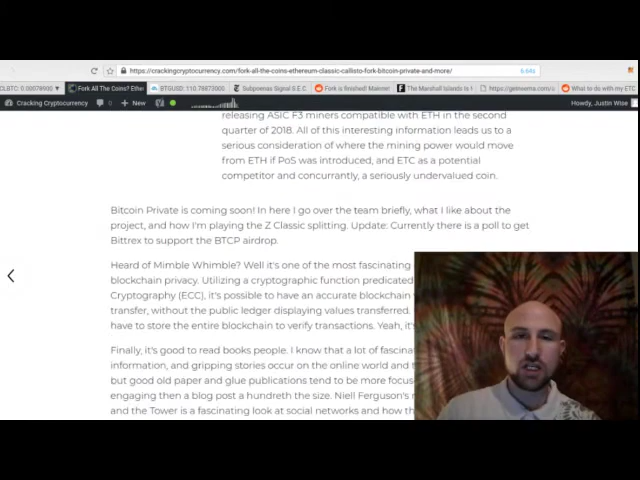 https://crackingcryptocurrency.com/fork-all-the-coins-ethereum-classic-callisto-fork-bitcoin-private-and-more/
CLBTC: 0.00079900 Fork All The Coins? Ether BTGUSD: 110.79873000 Subpoenas Signal S.E.C. Fork is finished! Mainnet The Marshall Islands to https://gemsema.com/ What to do with my ETC
Cracking Cryptocurrency 0 + New Howdy, Justin Wise
releasing ASIC F3 miners compatible with ETH in the second
quarter of 2018. All of this interesting information leads us to a
serious consideration of where the mining power would move
from ETH if PoS was introduced, and ETC as a potential
competitor and concurrently, a seriously undervalued coin.
Bitcoin Private is coming soon! In here I go over the team briefly, what I like about the
project, and how I'm playing the Z Classic splitting. Update: Currently there is a poll to get
Bittrex to support the BTCP airdrop.
Heard of Mimble Whimble? Well it's one of the most fascinating
blockchain privacy. Utilizing a cryptographic function predicated
Cryptography (ECC), it's possible to have an accurate blockchain
transfer, without the public ledger displaying values transferred.
have to store the entire blockchain to verify transactions. Yeah, it's
Finally, it's good to read books people. I know that a lot of fascina
information, and gripping stories occur on the online world and t
but good old paper and glue publications tend to be more focuse
engaging then a blog post a hundreth the size. Niell Ferguson's
and the Tower is a fascinating look at social networks and how th